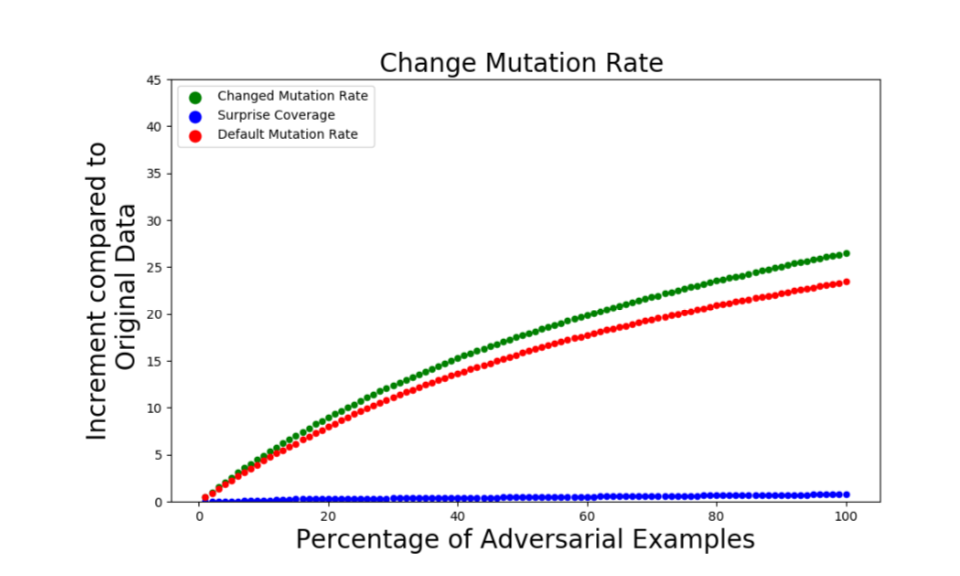 Change Mutation Rate
Changed Mutation Rate
Surprise Coverage
Default Mutation Rate
Increment compared to
Original Data
45
40
35
30
25
20
15
10
5
0
0 20 40 60 80 100
Percentage of Adversarial Examples